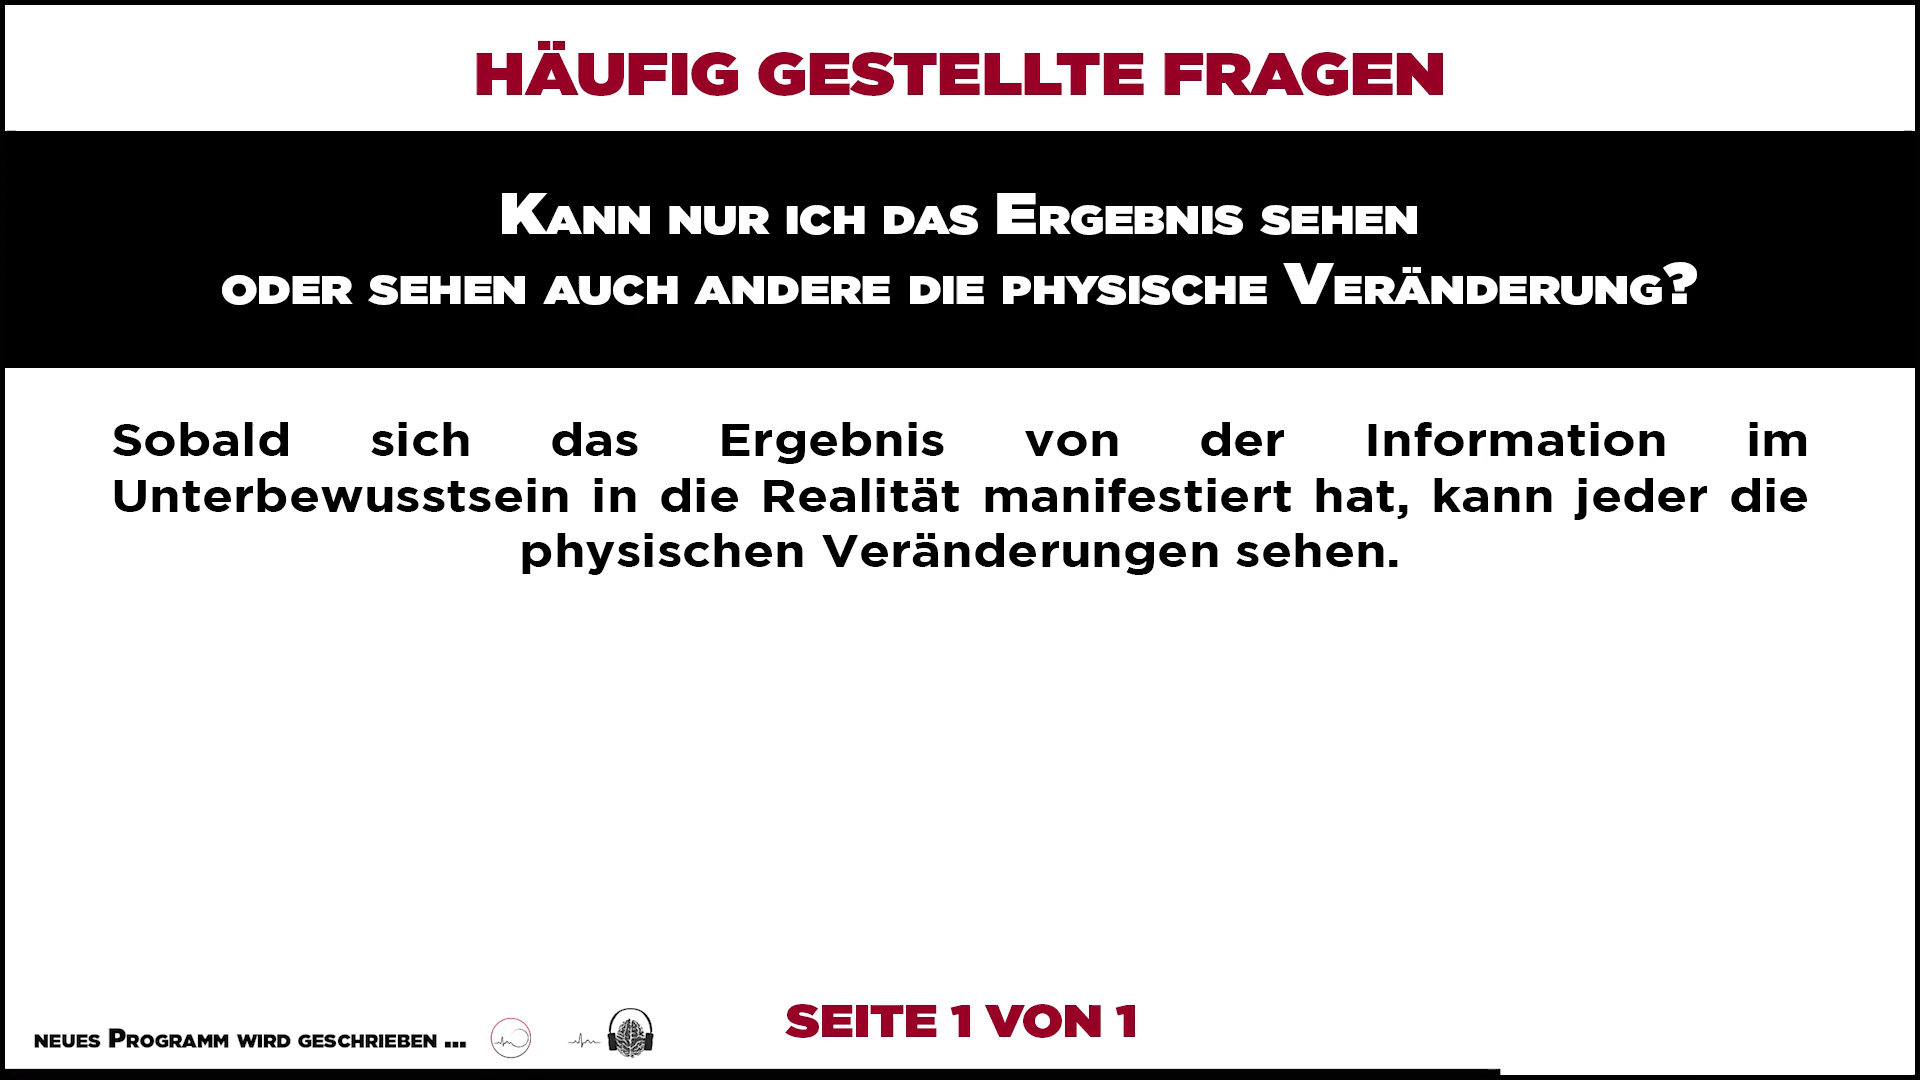 HÄUFIG GESTELLTE FRAGEN
Kann nur ich das Ergebnis sehen
oder sehen auch andere die physische Veränderung?
Sobald sich das Ergebnis von der Information im
Unterbewusstsein in die Realität manifestiert hat, kann jeder die
physischen Veränderungen sehen.
neues Programm wird geschrieben ...
SEITE 1 VON 1